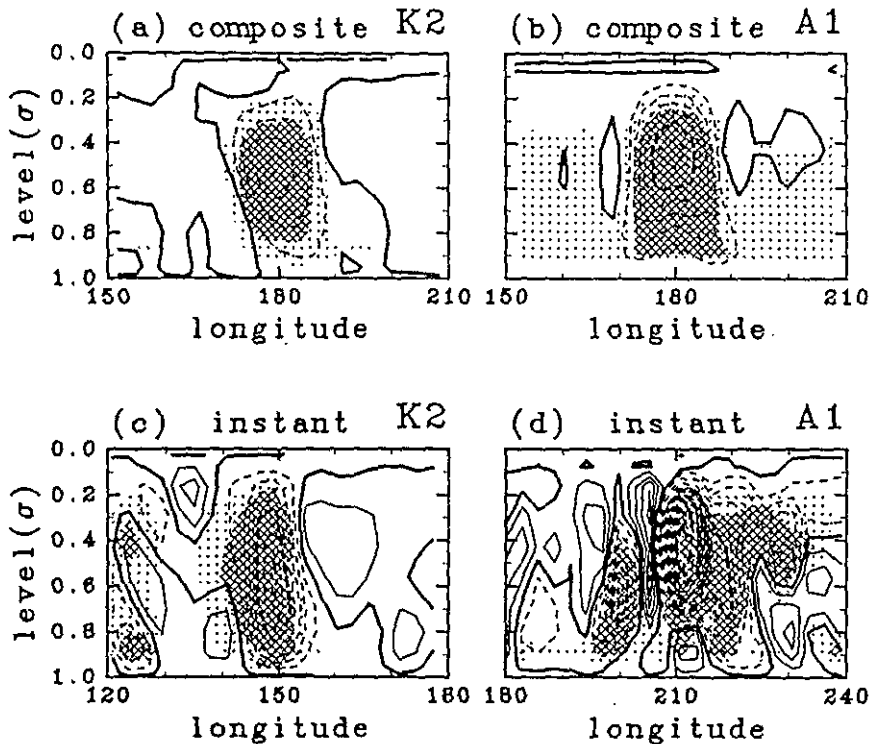 (a) composite K2
(b) composite A1
0.0
0.2
0.4
0.6
0.8
1.0
level(σ)
150 180 210
longitude
150 180 210
longitude
(c) instant K2
(d) instant A1
0.0
0.2
0.4
0.6
0.8
1.0
level(σ)
120 150 180
longitude
180 210 240
longitude